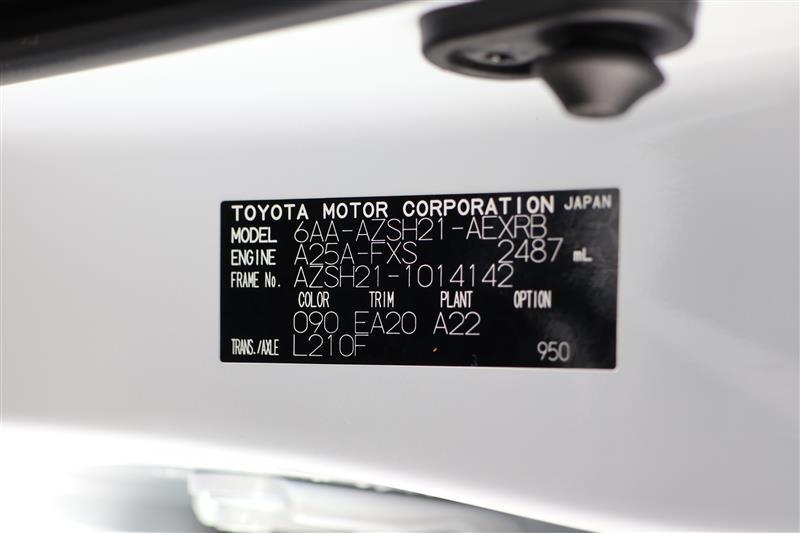 TOYOTA MOTOR CORPORATION JAPAN
MODEL 6AA-AZSH21-AEXRB
ENGINE A25A-FXS 2487 mL
FRAME No. AZSH21-1014142
COLOR TRIM PLANT OPTION
090 EA20 A22
TRANS./AXLE L210F 950